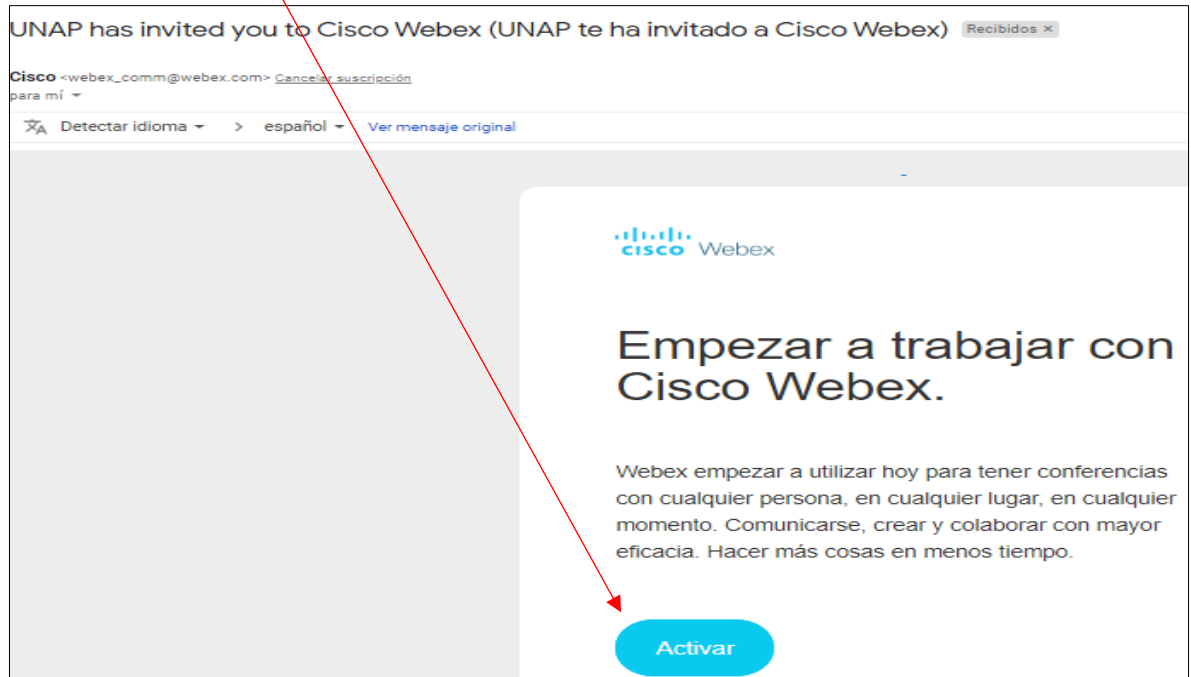 UNAP has invited you to Cisco Webex (UNAP te ha invitado a Cisco Webex) Recibidos ×
Cisco <webex_comm@webex.com> Cancelar suscripción
para mí
Detectar idioma > español Ver mensaje original
cisco Webex
Empezar a trabajar con
Cisco Webex.
Webex empezar a utilizar hoy para tener conferencias
con cualquier persona, en cualquier lugar, en cualquier
momento. Comunicarse, crear y colaborar con mayor
eficacia. Hacer más cosas en menos tiempo.
Activar